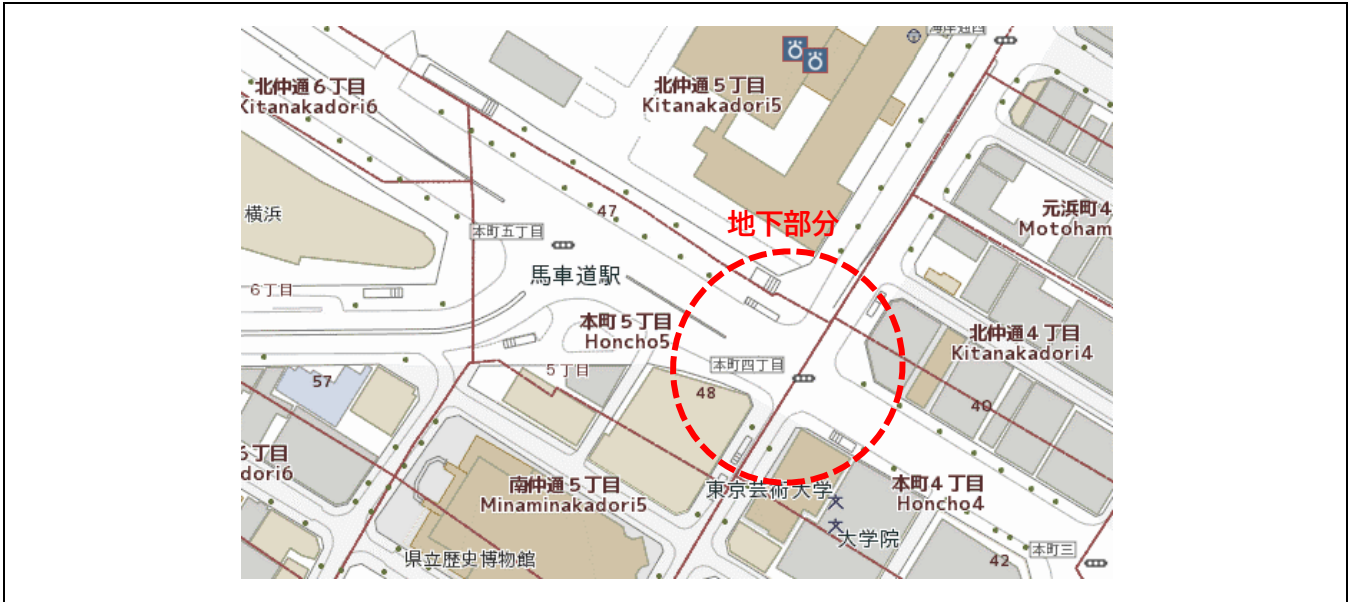 海岸通四
北仲通6丁目
Kitanakadori6
北仲通5丁目
Kitanakadori5
元浜町4
Motoham
横浜
47
地下部分
本町五丁目
馬車道駅
6丁目
本町5丁目
Honcho5
北仲通4丁目
Kitanakadori4
本町四丁目
5丁目
57
48
40
5丁目
dori6
南仲通5丁目
Minaminakadori5
東京芸術大学
大学院
本町4丁目
Honcho4
県立歴史博物館
本町三
42